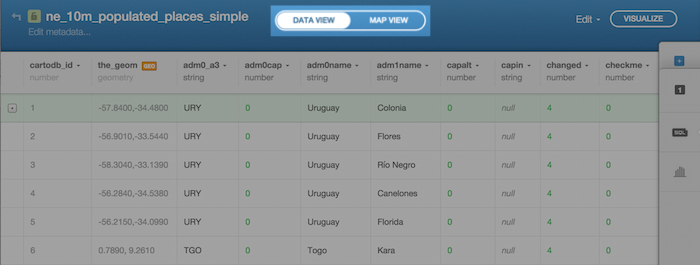 ne_10m_populated_places_simple
Edit metadata...
DATA VIEW MAP VIEW
Edit VISUALIZE
cartodb_id the_geom GEO adm0_a3 adm0cap adm0name adm1name capalt capin changed checkme
number geometry string number string string number string number number
1 -57.8400,-34.4800 URY 0 Uruguay Colonia 0 null 4 0
2 -56.9010,-33.5440 URY 0 Uruguay Flores 0 null 4 0
3 -58.3040,-33.1390 URY 0 Uruguay Río Negro 0 null 4 0
4 -56.2840,-34.5380 URY 0 Uruguay Canelones 0 null 4 0
5 -56.2150,-34.0990 URY 0 Uruguay Florida 0 null 4 0
6 0.7890, 9.2610 TGO 0 Togo Kara 0 null 4 0
1
SQL